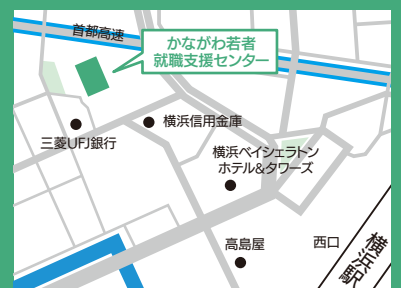 首都高速
かながわ若者
就職支援センター
横浜信用金庫
三菱UFJ銀行
横浜ベイシェラトン
ホテル&タワーズ
高島屋
西口
横浜駅